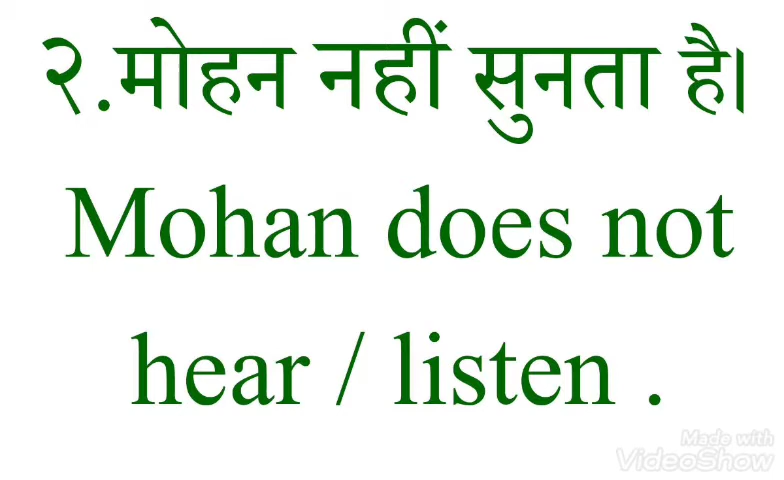 २.मोहन नहीं सुनता है।
Mohan does not
hear / listen .
Made with
VideoShow